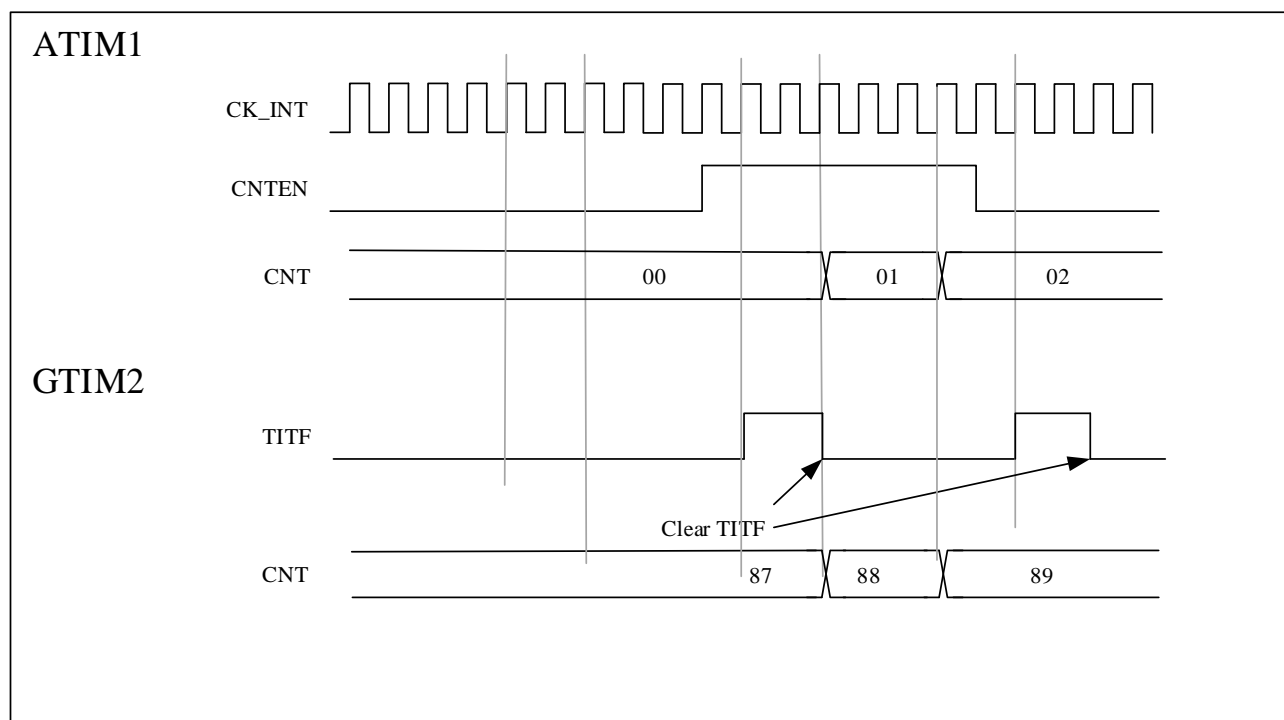 ATIM1
CK_INT
CNTEN
CNT 00 01 02
GTIM2
TITF
Clear TITF
CNT 87 88 89